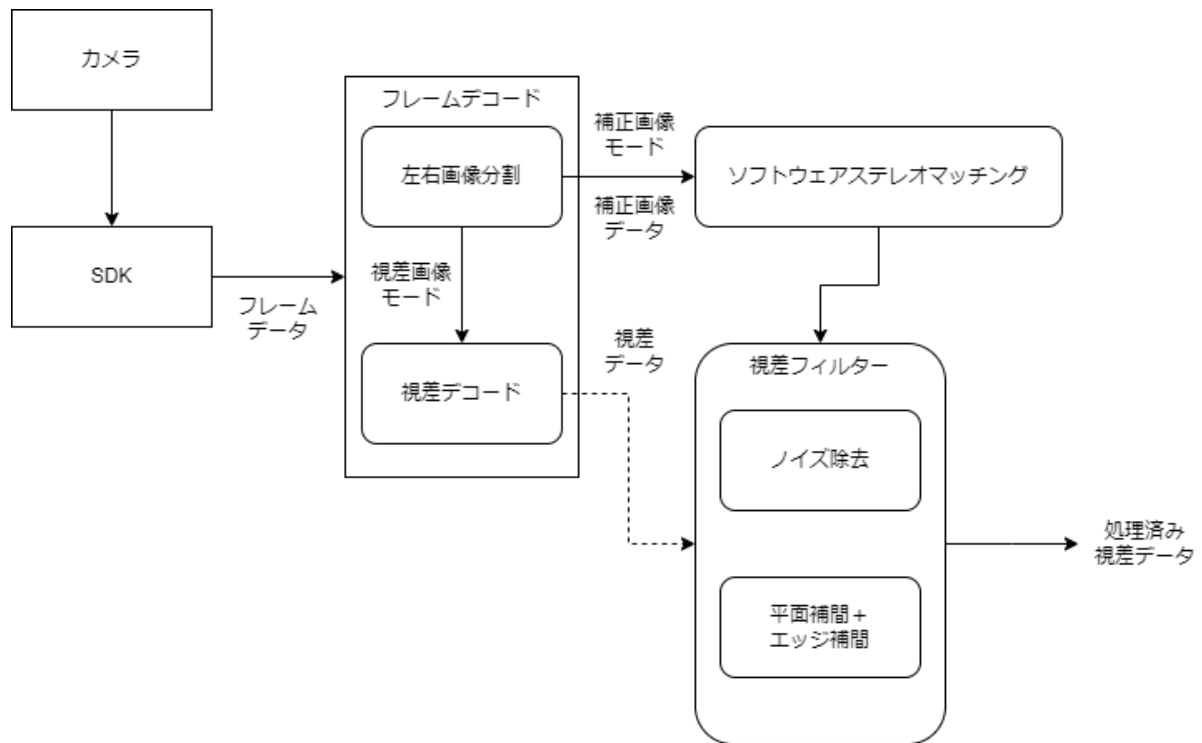 カメラ
フレームデコード
補正画像
モード
左右画像分割
ソフトウェアステレオマッチング
補正画像
データ
SDK
視差画像
モード
フレーム
データ
視差
データ
視差フィルター
視差デコード
ノイズ除去
処理済み
視差データ
平面補間+
エッジ補間